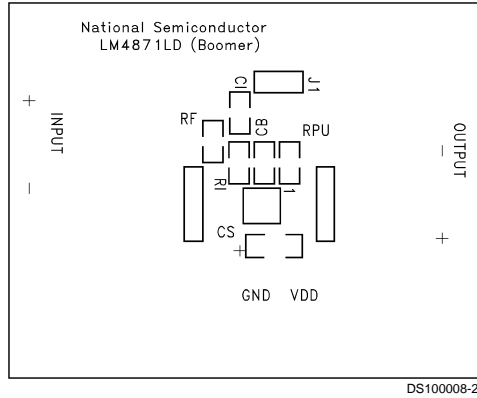 National Semiconductor
LM4871LD (Boomer)
CI
J1
+
RF
CB
RPU
INPUT
OUTPUT
-
-
RI
1
CS
+
+
GND VDD
DS100008-2